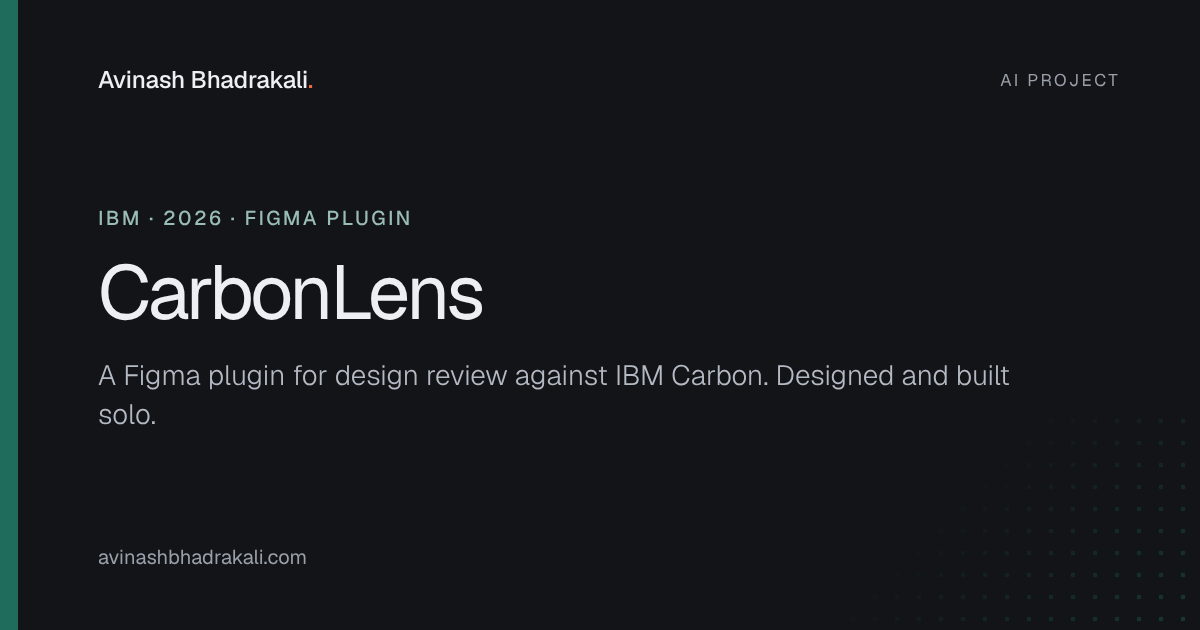 Avinash Bhadrakali.
AI PROJECT
IBM · 2026 · FIGMA PLUGIN
CarbonLens
A Figma plugin for design review against IBM Carbon. Designed and built
solo.
avinashbhadrakali.com